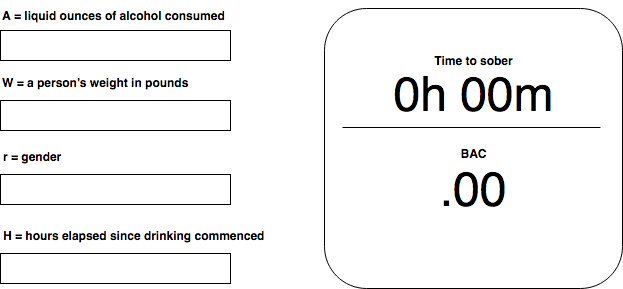 A = liquid ounces of alcohol consumed
W = a person's weight in pounds
r = gender
H = hours elapsed since drinking commenced
Time to sober
0h 00m
BAC
.00